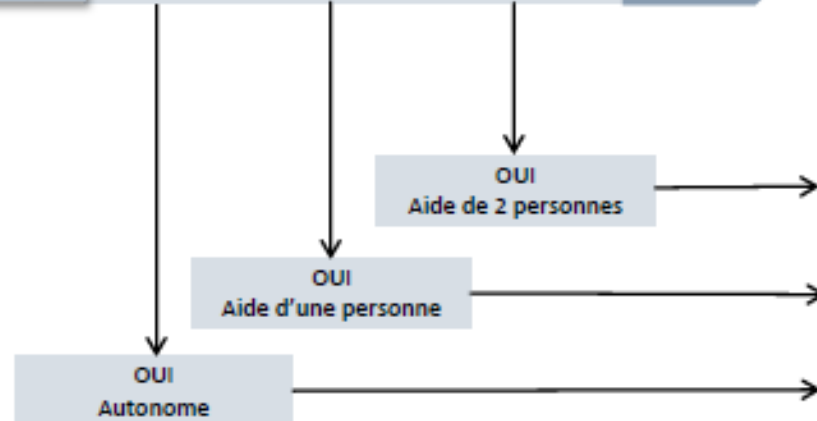 OUI
Aide de 2 personnes
OUI
Aide d'une personne
OUI
Autonome